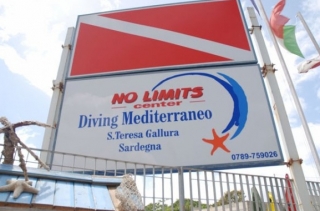 NO LIMITS
center
Diving Mediterraneo
S. Teresa Gallura
Sardegna
0789-759026